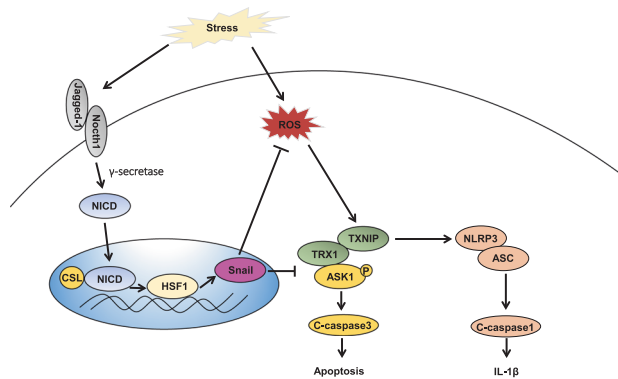 Stress
Jagged-1
Nocth1
ROS
γ-secretase
NICD
TXNIP
TRX1
NLRP3
ASC
CSL
NICD
HSF1
Snail
ASK1
P
C-caspase3
C-caspase1
Apoptosis
IL-1β